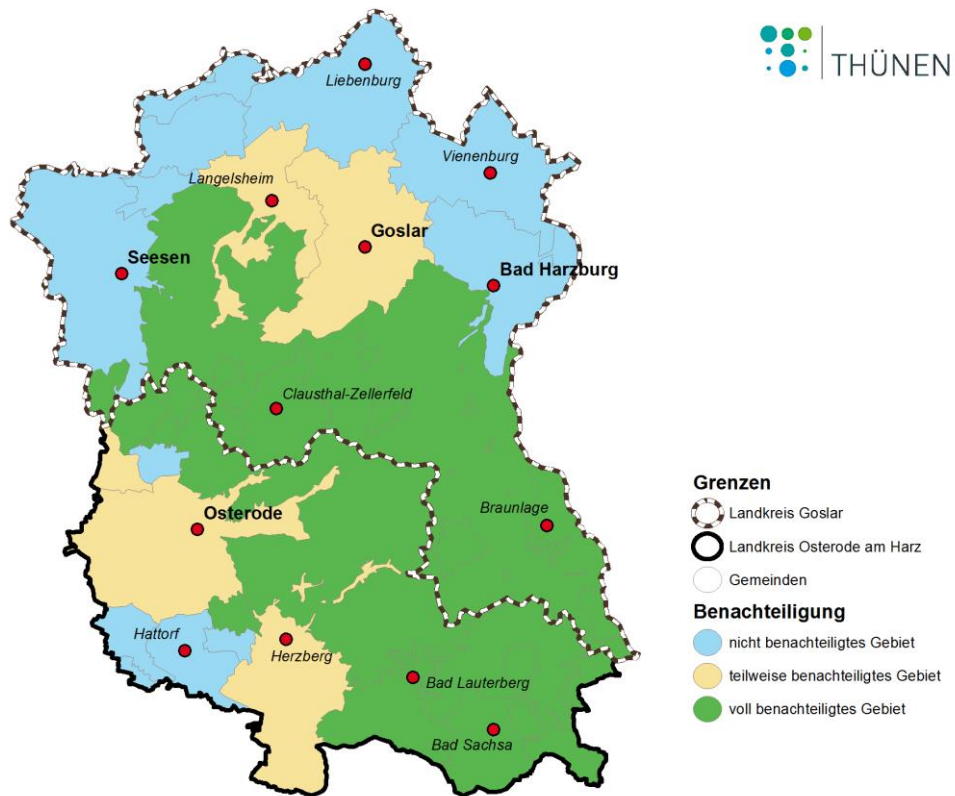 THÜNEN
Liebenburg
Vienenburg
Langelsheim
Goslar
Seesen
Bad Harzburg
Clausthal-Zellerfeld
Braunlage
Osterode
Hattorf
Herzberg
Bad Lauterberg
Bad Sachsa
Grenzen
Landkreis Goslar
Landkreis Osterode am Harz
Gemeinden
Benachteiligung
nicht benachteiligtes Gebiet
teilweise benachteiligtes Gebiet
voll benachteiligtes Gebiet